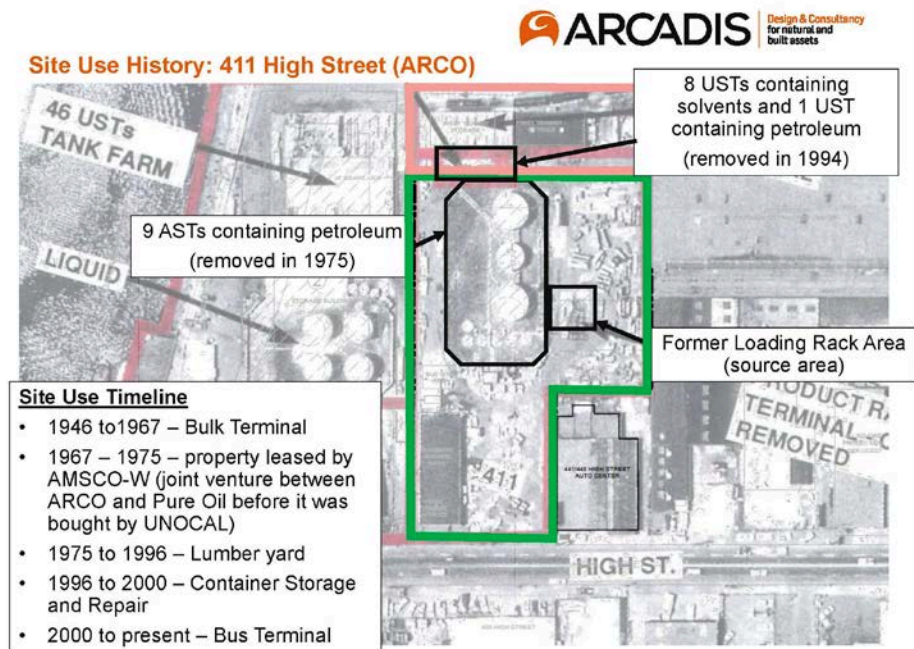 ARCADIS
Design & Consultancy
for natural and
built assets
Site Use History: 411 High Street (ARCO)
46 USTs
TANK FARM
8 USTs containing
solvents and 1 UST
containing petroleum
(removed in 1994)
9 ASTs containing petroleum
(removed in 1975)
LIQUID
Former Loading Rack Area
(source area)
TERMINAL
REMOVED
Site Use Timeline
• 1946 to1967 – Bulk Terminal
• 1967 – 1975 – property leased by
AMSCO-W (joint venture between
ARCO and Pure Oil before it was
bought by UNOCAL)
• 1975 to 1996 – Lumber yard
• 1996 to 2000 – Container Storage
and Repair
• 2000 to present – Bus Terminal
411
HIGH STREET
AUTO CENTER
HIGH ST.